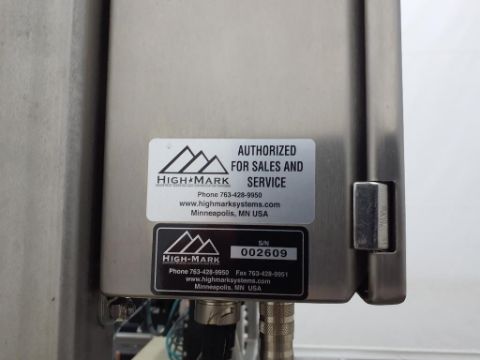 AUTHORIZED
FOR SALES AND
SERVICE
HIGH★MARK
Phone 763-428-9950
www.highmarksystems.com
Minneapolis, MN USA
S/N
002609
HIGH-MARK
Phone 763-428-9950 Fax 763-428-9951
www.highmarksystems.com
Minneapolis, MN USA